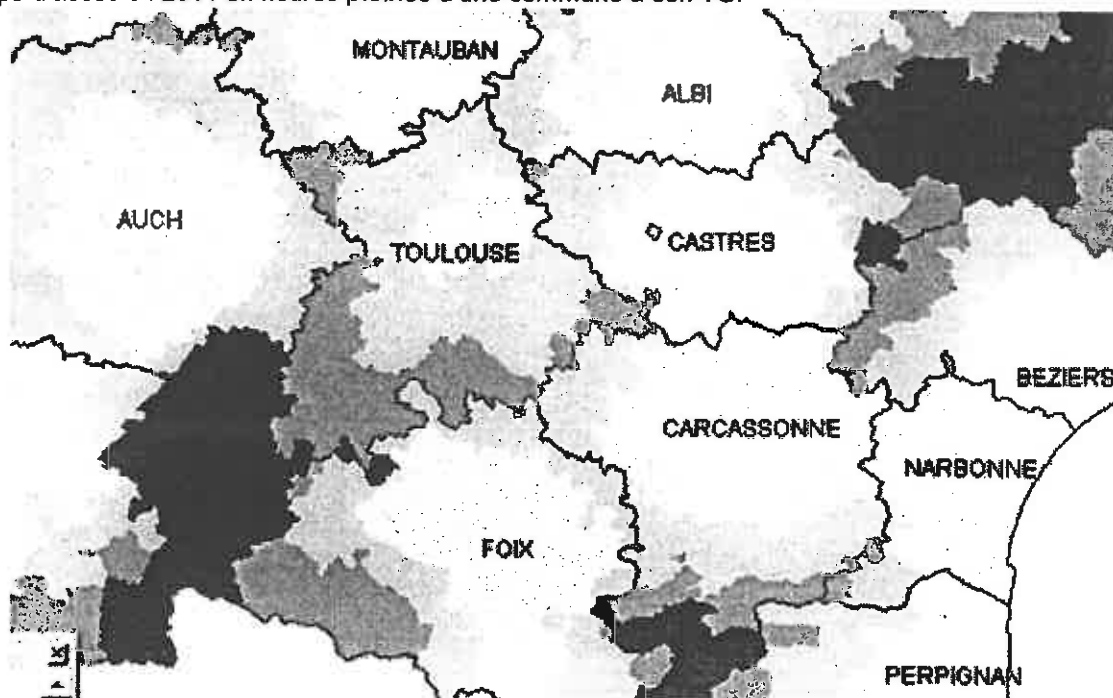 MONTAUBAN
ALBI
AUCH
TOULOUSE
CASTRES
BEZIERS
CARCASSONNE
NARBONNE
FOIX
PERPIGNAN